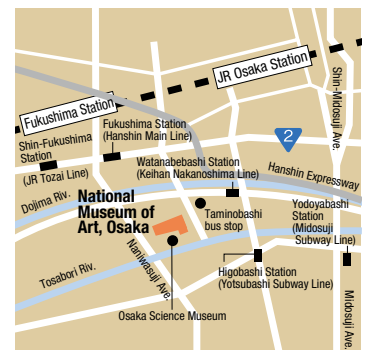 JR Osaka Station
Fukushima Station
Shin-Midosuji Ave.
Fukushima Station
(Hanshin Main Line)
2
Shin-Fukushima
Station
(JR Tozai Line)
Watanabebashi Station
(Keihan Nakanoshima Line)
Hanshin Expressway
Dojima Riv.
National
Museum of
Art, Osaka
Taminobashi
bus stop
Yodoyabashi
Station
(Midosuji
Subway Line)
Naniwasuji Ave.
Tosabori Riv.
Higobashi Station
(Yotsubashi Subway Line)
Osaka Science Museum
Midosuji Ave.